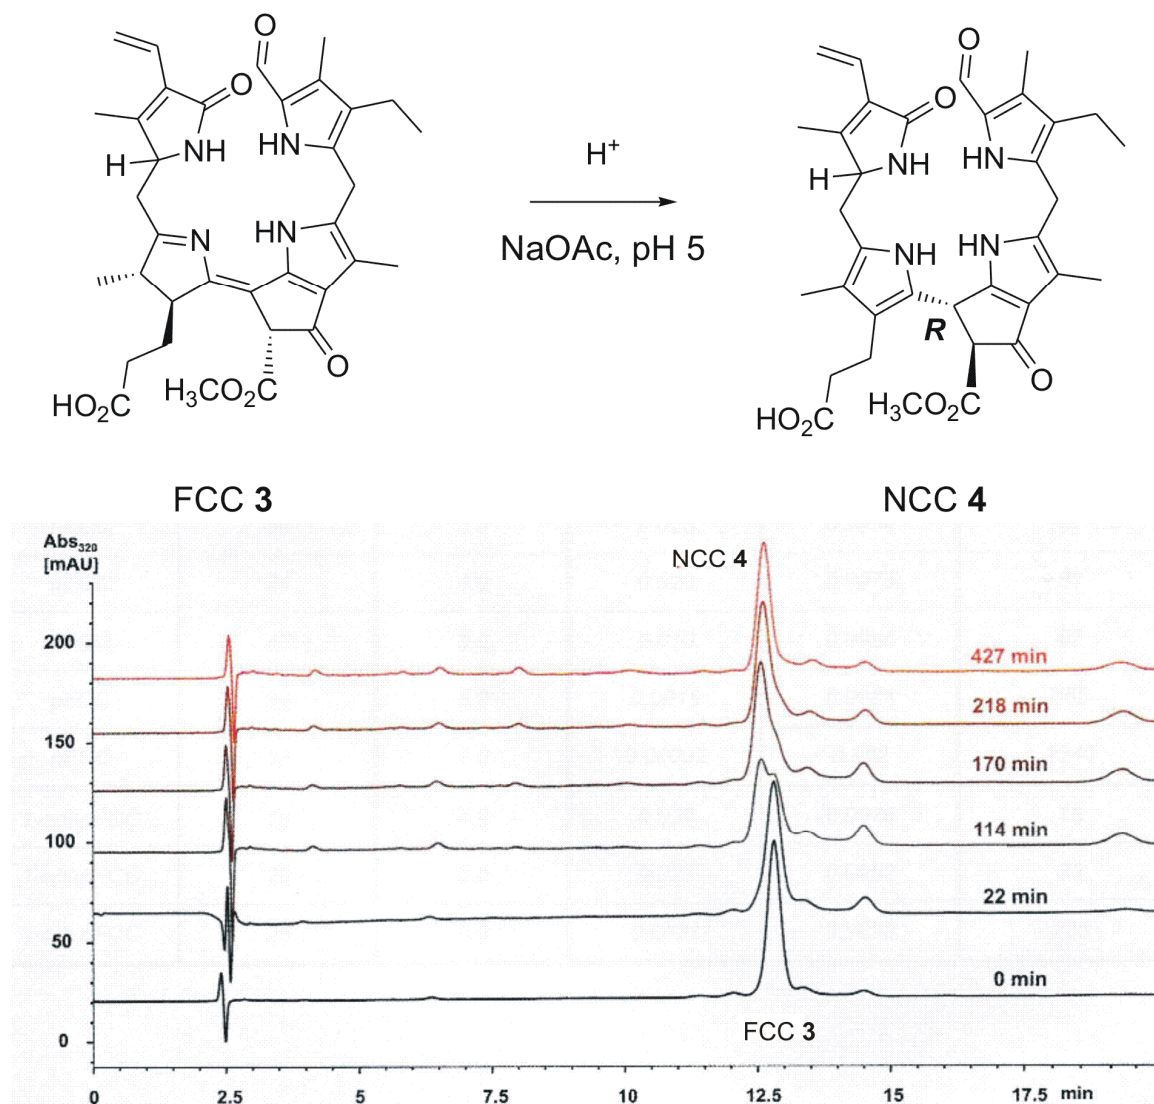 O
O
O
O
H
NH
HN
H
NH
HN
H⁺
N
HN
NaOAc, pH 5
NH
HN
R
O
O
H₃CO₂C
HO₂C
H₃CO₂C
HO₂C
FCC 3
NCC 4
Abs₃₂₀
[mAU]
NCC 4
200
427 min
218 min
150
170 min
114 min
100
22 min
50
0 min
FCC 3
0
0 2.5 5 7.5 10 12.5 15 17.5 min